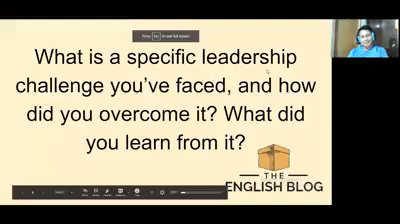 What is a specific leadership
challenge you've faced, and how
did you overcome it? What did
you learn from it?
THE
ENGLISH BLOG